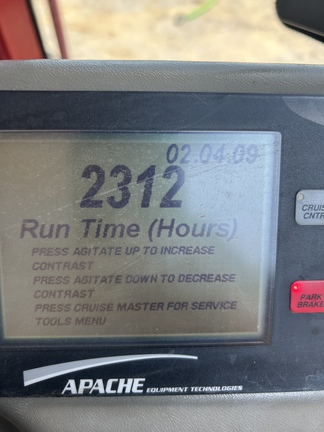 02.04.09
2312
Run Time (Hours)
PRESS AGITATE UP TO INCREASE
CONTRAST
PRESS AGITATE DOWN TO DECREASE
CONTRAST
PRESS CRUISE MASTER FOR SERVICE
TOOLS MENU
CRUISE
CNTR
PARK
BRAKE
APACHE EQUIPMENT TECHNOLOGIES